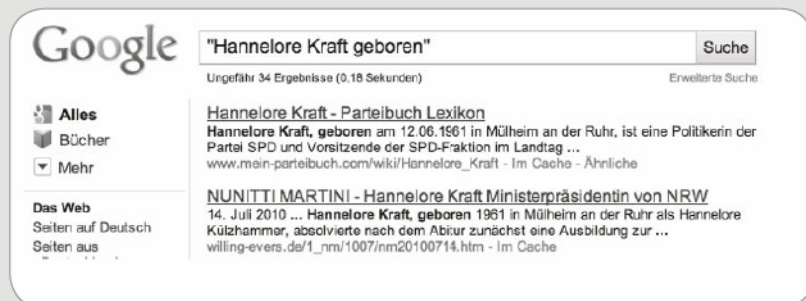 Google
"Hannelore Kraft geboren"
Suche
Ungefähr 34 Ergebnisse (0,18 Sekunden)
Erweiterte Suche
Alles
Bücher
Mehr
Das Web
Seiten auf Deutsch
Seiten aus
Hannelore Kraft - Parteibuch Lexikon
Hannelore Kraft, geboren am 12.06.1961 in Mülheim an der Ruhr, ist eine Politikerin der
Partei SPD und Vorsitzende der SPD-Fraktion im Landtag ...
www.mein-parteibuch.com/wiki/Hannelore_Kraft - Im Cache - Ähnliche
NUNITTI MARTINI - Hannelore Kraft Ministerpräsidentin von NRW
14. Juli 2010 ... Hannelore Kraft, geboren 1961 in Mülheim an der Ruhr als Hannelore
Külzhammer, absolvierte nach dem Abitur zunächst eine Ausbildung zur ...
willing-evers.de/1_nm/1007/nm20100714.htm - Im Cache